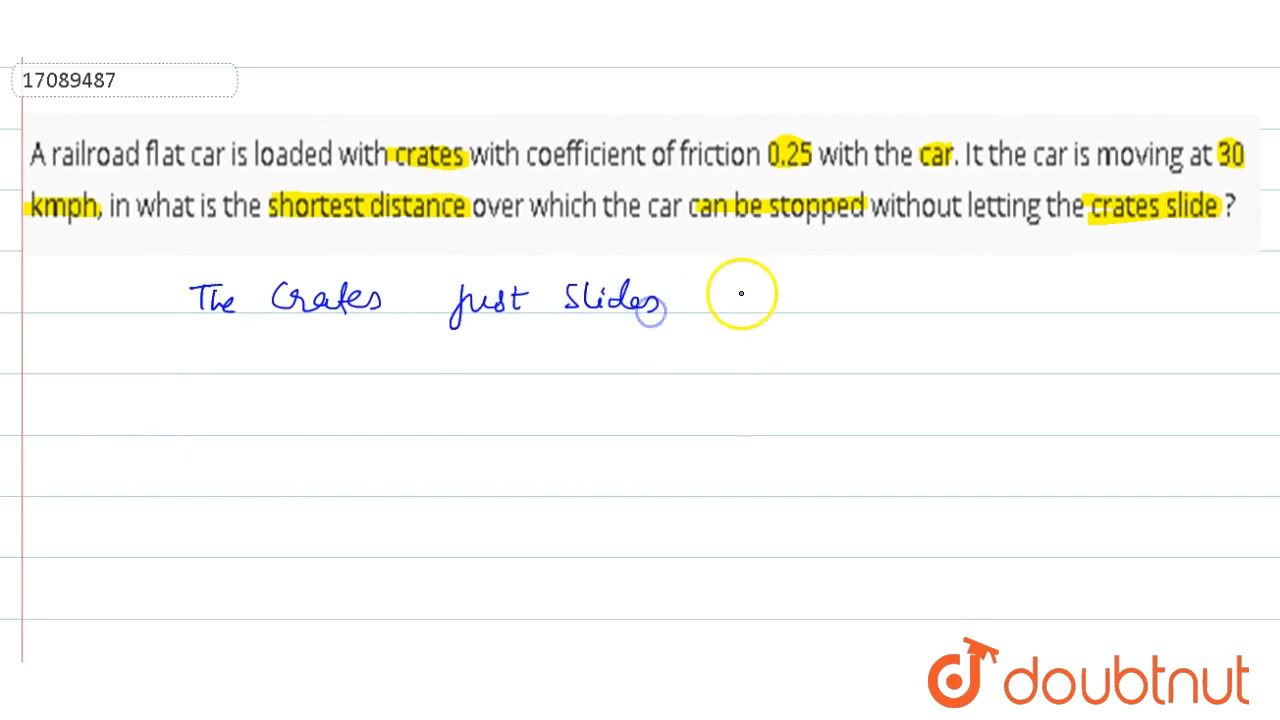 17089487
A railroad flat car is loaded with crates with coefficient of friction 0.25 with the car. It the car is moving at 30
kmph, in what is the shortest distance over which the car can be stopped without letting the crates slide ?
The Crates just Slides
doubtnut